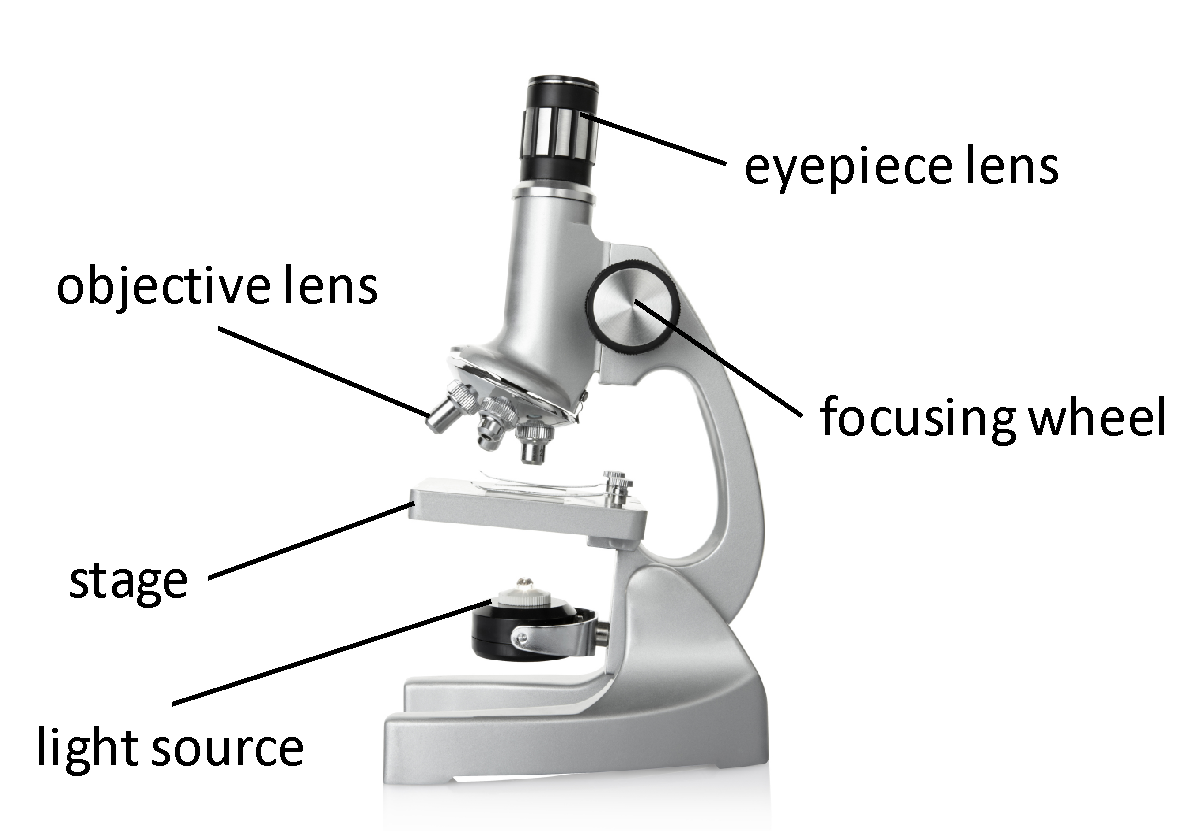 eyepiece lens
objective lens
focusing wheel
stage
light source